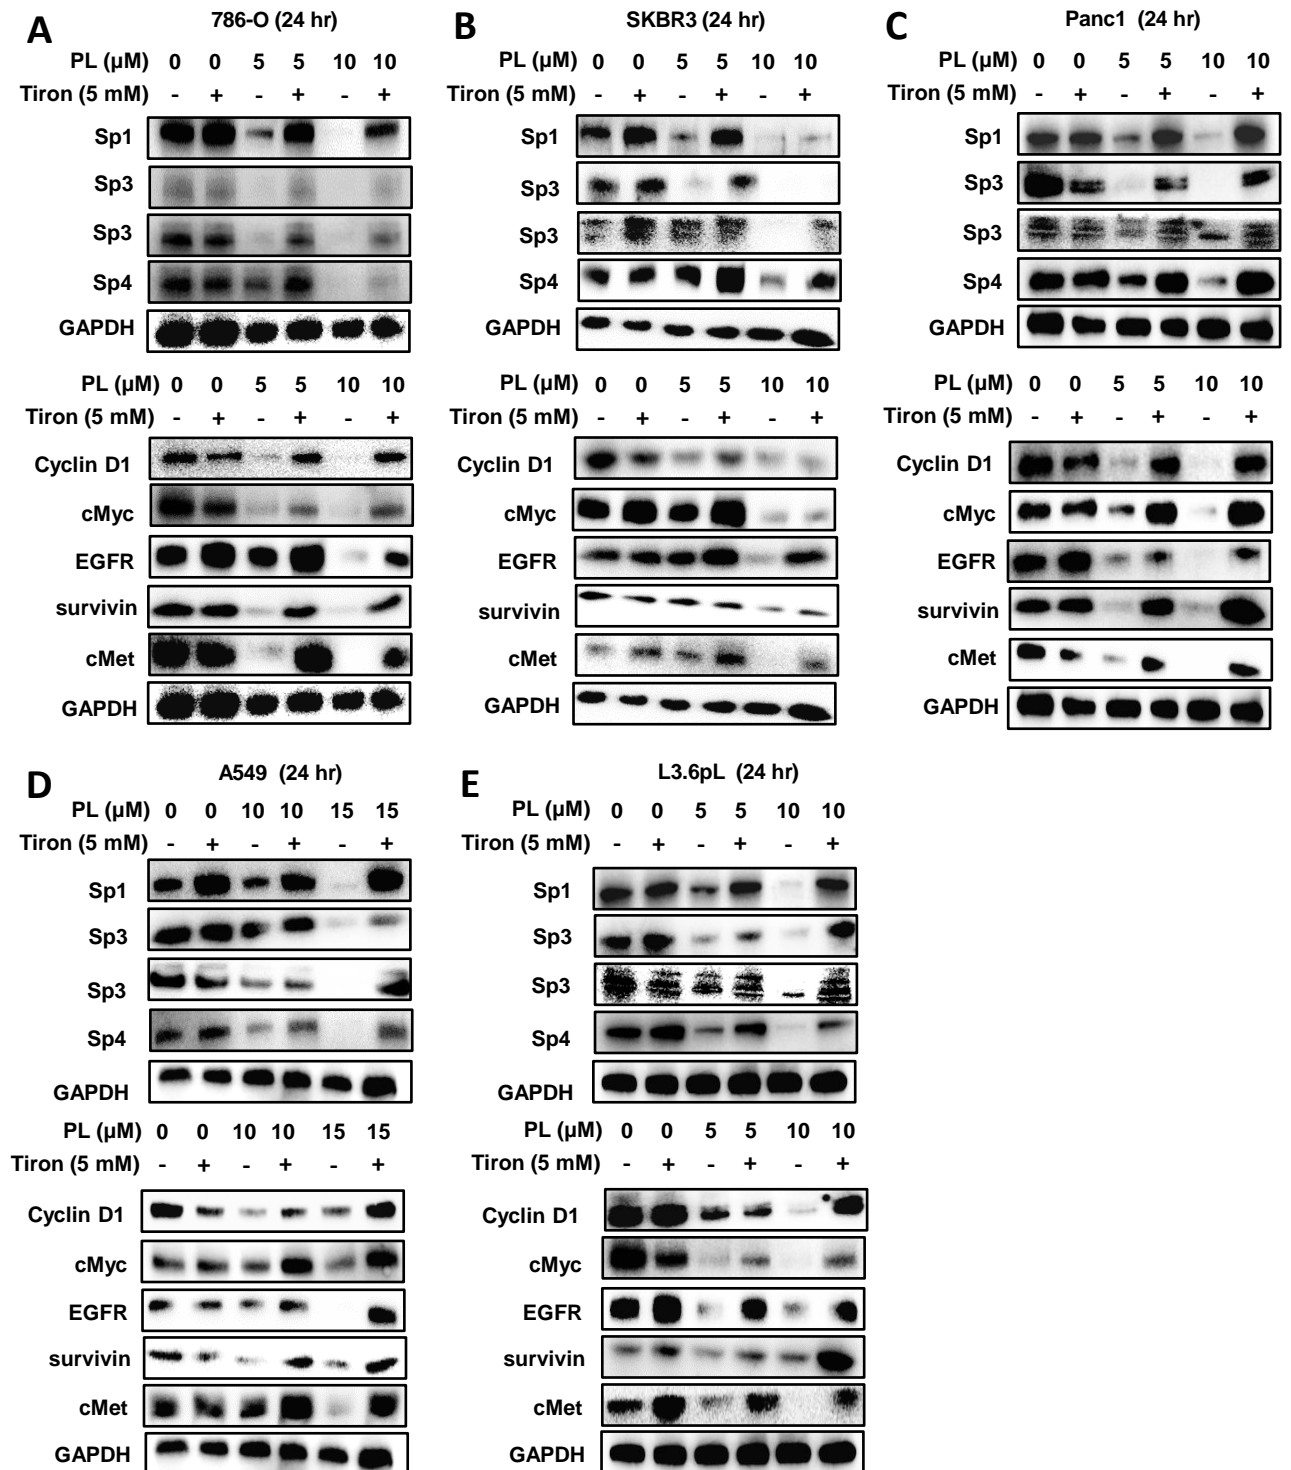 A
786-O (24 hr)
PL (µM) 0 0 5 5 10 10
Tiron (5 mM) - + - + - +
Sp1
Sp3
Sp3
Sp4
GAPDH
PL (µM) 0 0 5 5 10 10
Tiron (5 mM) - + - + - +
Cyclin D1
cMyc
EGFR
survivin
cMet
GAPDH
B
SKBR3 (24 hr)
PL (µM) 0 0 5 5 10 10
Tiron (5 mM) - + - + - +
Sp1
Sp3
Sp3
Sp4
GAPDH
PL (µM) 0 0 5 5 10 10
Tiron (5 mM) - + - + - +
Cyclin D1
cMyc
EGFR
survivin
cMet
GAPDH
C
Panc1 (24 hr)
PL (µM) 0 0 5 5 10 10
Tiron (5 mM) - + - + - +
Sp1
Sp3
Sp3
Sp4
GAPDH
PL (µM) 0 0 5 5 10 10
Tiron (5 mM) - + - + - +
Cyclin D1
cMyc
EGFR
survivin
cMet
GAPDH
D
A549 (24 hr)
PL (µM) 0 0 10 10 15 15
Tiron (5 mM) - + - + - +
Sp1
Sp3
Sp3
Sp4
GAPDH
PL (µM) 0 0 10 10 15 15
Tiron (5 mM) - + - + - +
Cyclin D1
cMyc
EGFR
survivin
cMet
GAPDH
E
L3.6pL (24 hr)
PL (µM) 0 0 5 5 10 10
Tiron (5 mM) - + - + - +
Sp1
Sp3
Sp3
Sp4
GAPDH
PL (µM) 0 0 5 5 10 10
Tiron (5 mM) - + - + - +
Cyclin D1
cMyc
EGFR
survivin
cMet
GAPDH